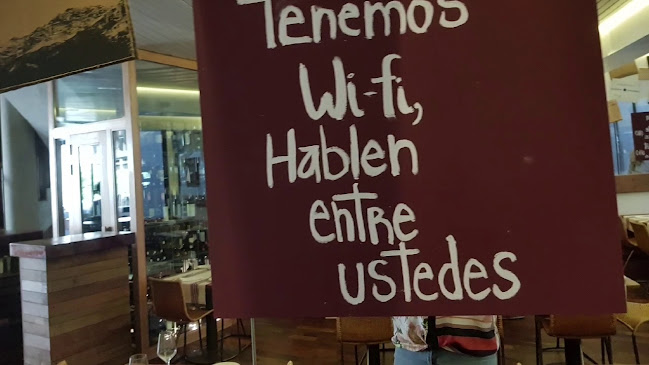 Tenemos
Wi-fi,
Hablen
entre
ustedes